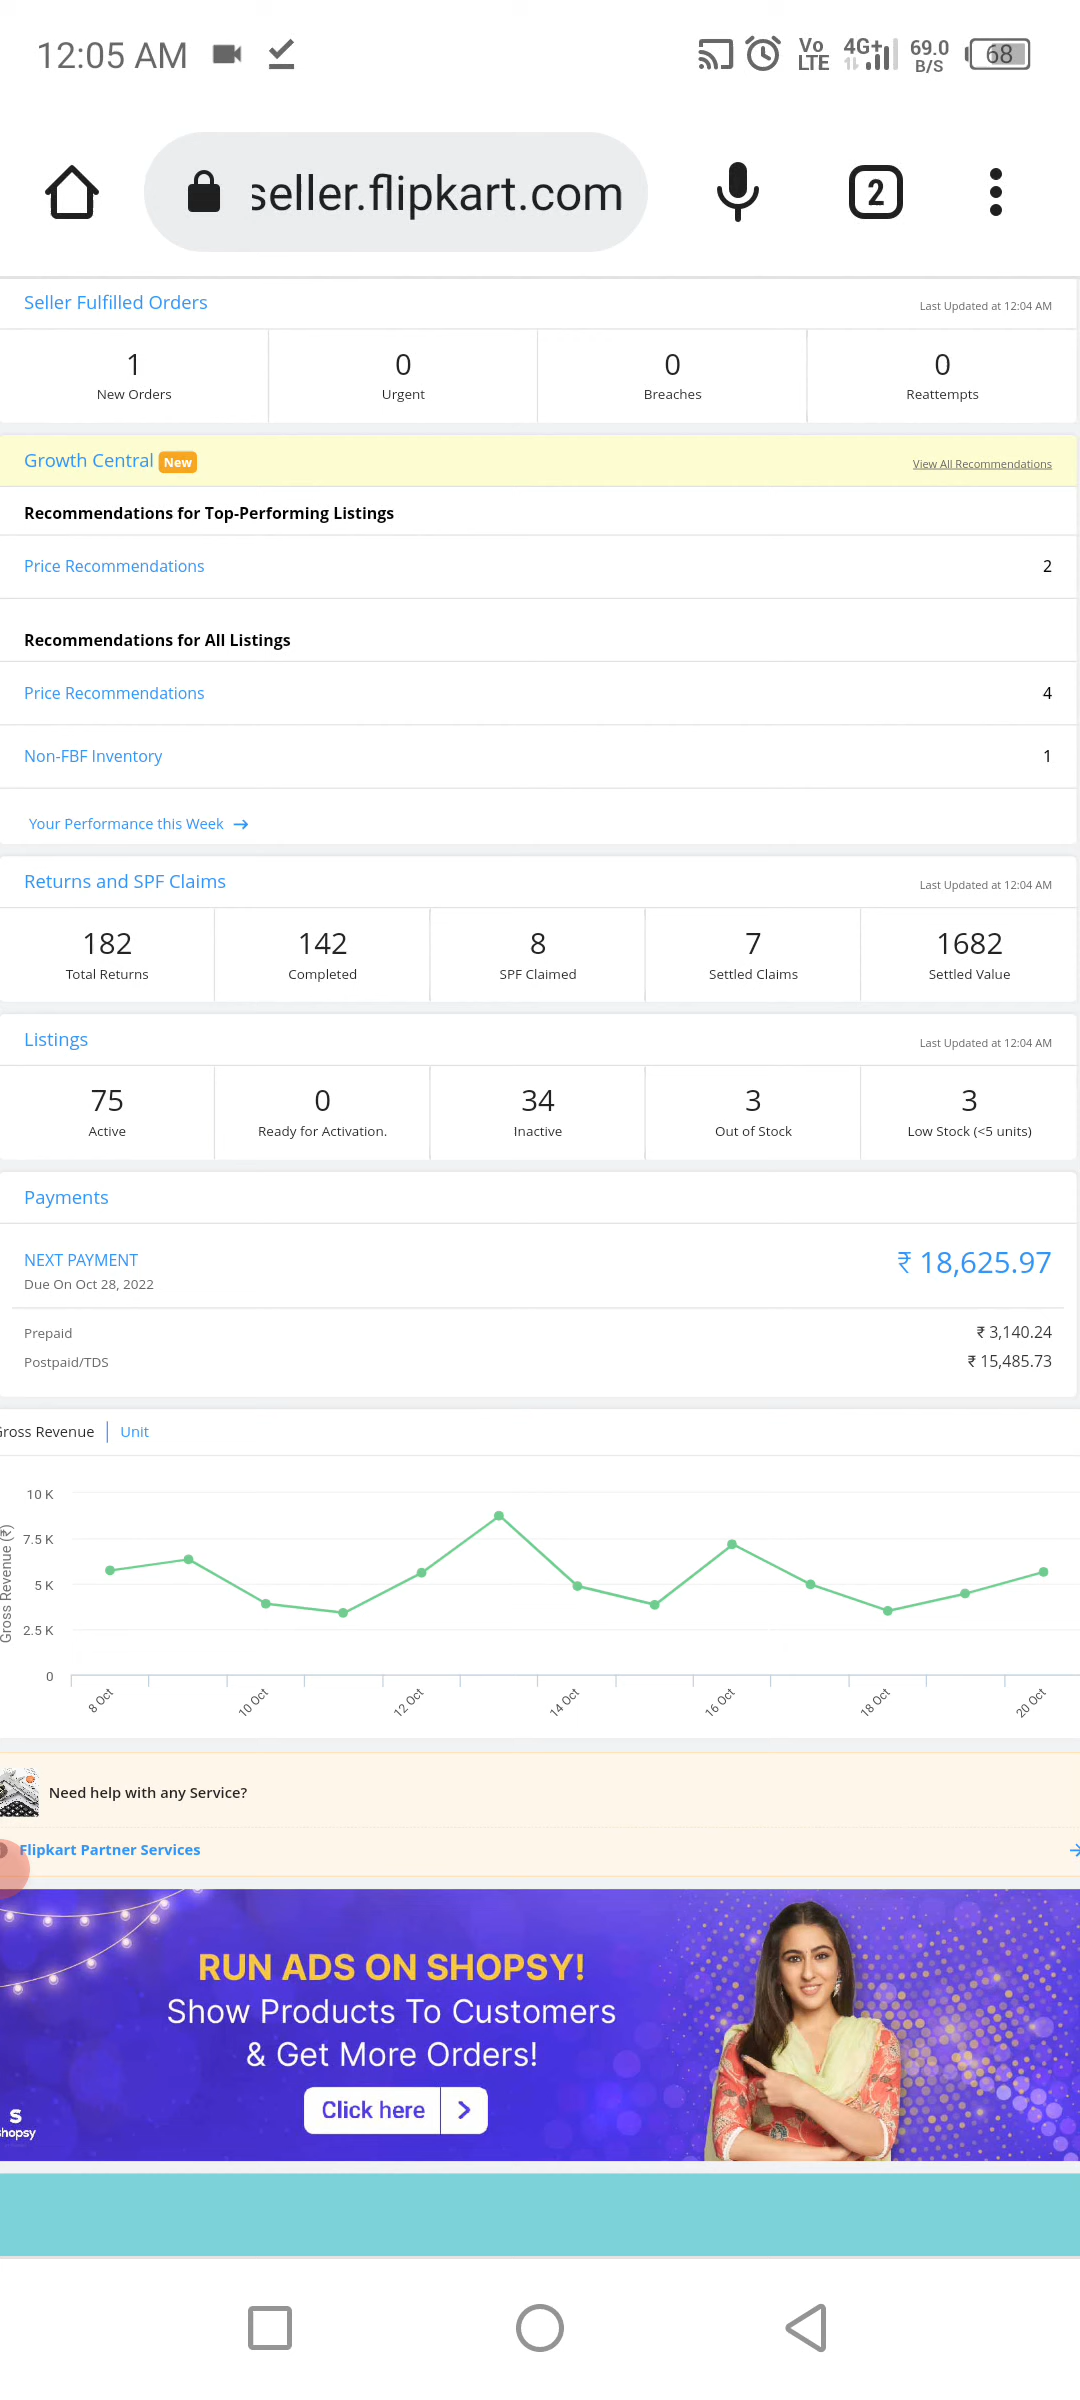 12:05 AM
Vo LTE
4G+
69.0 B/S
68
seller.flipkart.com
2
Seller Fulfilled Orders
Last Updated at 12:04 AM
1
0
0
0
New Orders
Urgent
Breaches
Reattempts
Growth Central New
View All Recommendations
Recommendations for Top-Performing Listings
Price Recommendations 2
Recommendations for All Listings
Price Recommendations 4
Non-FBF Inventory 1
Your Performance this Week →
Returns and SPF Claims
Last Updated at 12:04 AM
182
142
8
7
1682
Total Returns
Completed
SPF Claimed
Settled Claims
Settled Value
Listings
Last Updated at 12:04 AM
75
0
34
3
3
Active
Ready for Activation.
Inactive
Out of Stock
Low Stock (<5 units)
Payments
NEXT PAYMENT
₹ 18,625.97
Due On Oct 28, 2022
Prepaid
₹ 3,140.24
Postpaid/TDS
₹ 15,485.73
Gross Revenue | Unit
Gross Revenue (₹)
10 K
7.5 K
5 K
2.5 K
0
8 Oct
10 Oct
12 Oct
14 Oct
16 Oct
18 Oct
20 Oct
Need help with any Service?
Flipkart Partner Services
RUN ADS ON SHOPSY!
Show Products To Customers
& Get More Orders!
Click here
S
shopsy